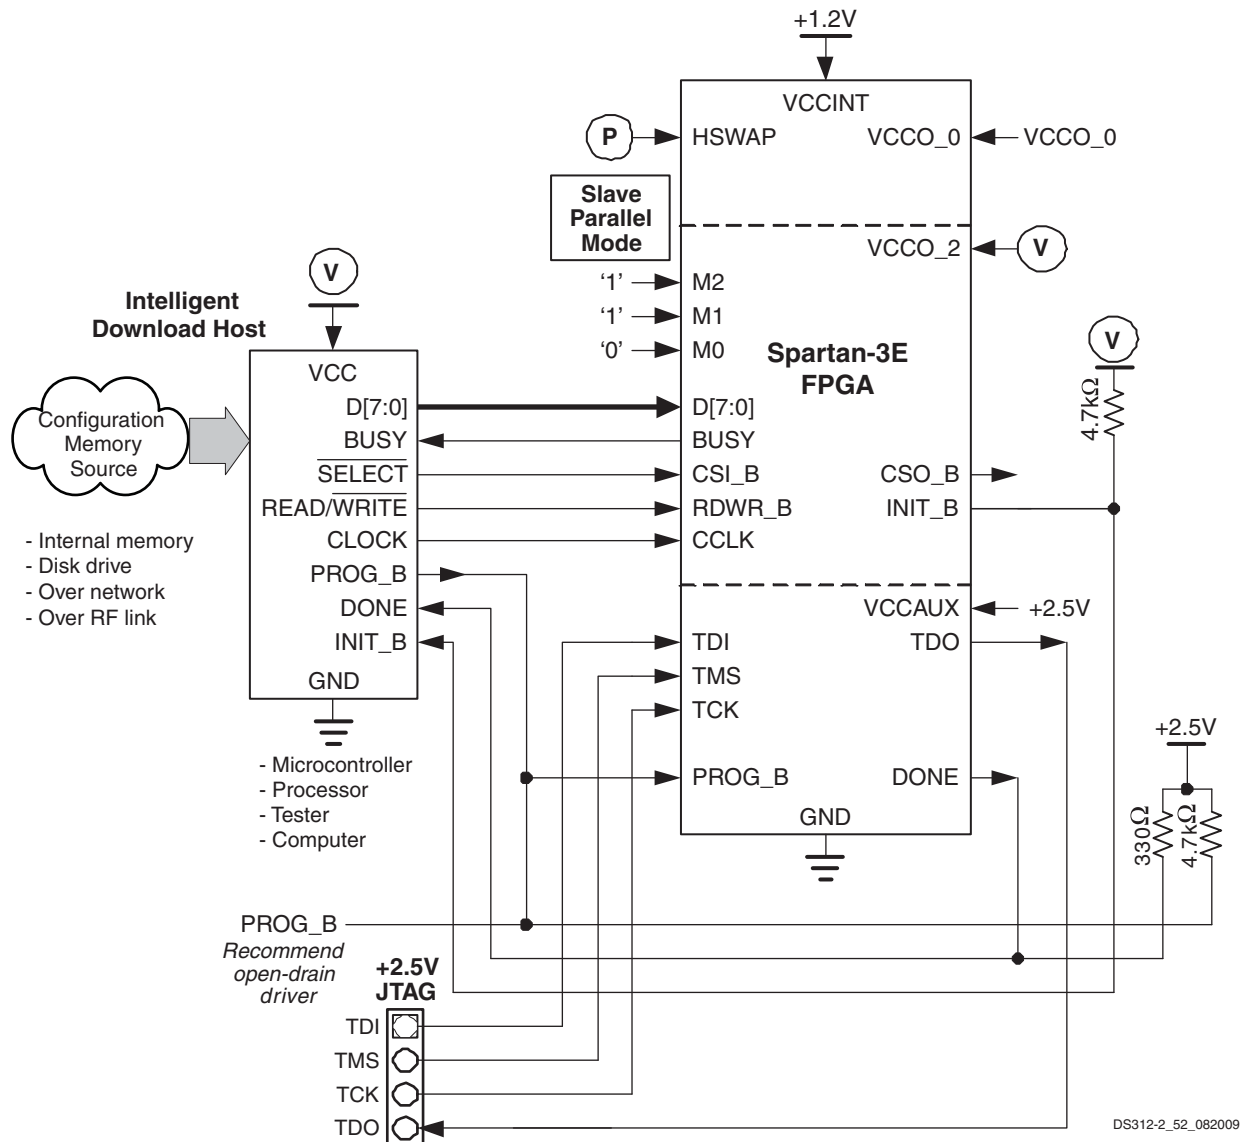 +1.2V
VCCINT
P
HSWAP
VCCO_0
VCCO_0
Slave
Parallel
Mode
VCCO_2
V
V
Intelligent
Download Host
'1'
M2
'1'
M1
'0'
M0
Spartan-3E
FPGA
V
4.7kΩ
VCC
Configuration
Memory
Source
D[7:0]
D[7:0]
BUSY
BUSY
SELECT
CSI_B
CSO_B
READ/WRITE
RDWR_B
INIT_B
CLOCK
CCLK
PROG_B
DONE
INIT_B
GND
- Internal memory
- Disk drive
- Over network
- Over RF link
VCCAUX
+2.5V
TDI
TDO
TMS
TCK
PROG_B
DONE
GND
+2.5V
330Ω
4.7kΩ
- Microcontroller
- Processor
- Tester
- Computer
PROG_B
Recommend
open-drain
driver
+2.5V
JTAG
TDI
TMS
TCK
TDO
DS312-2_52_082009